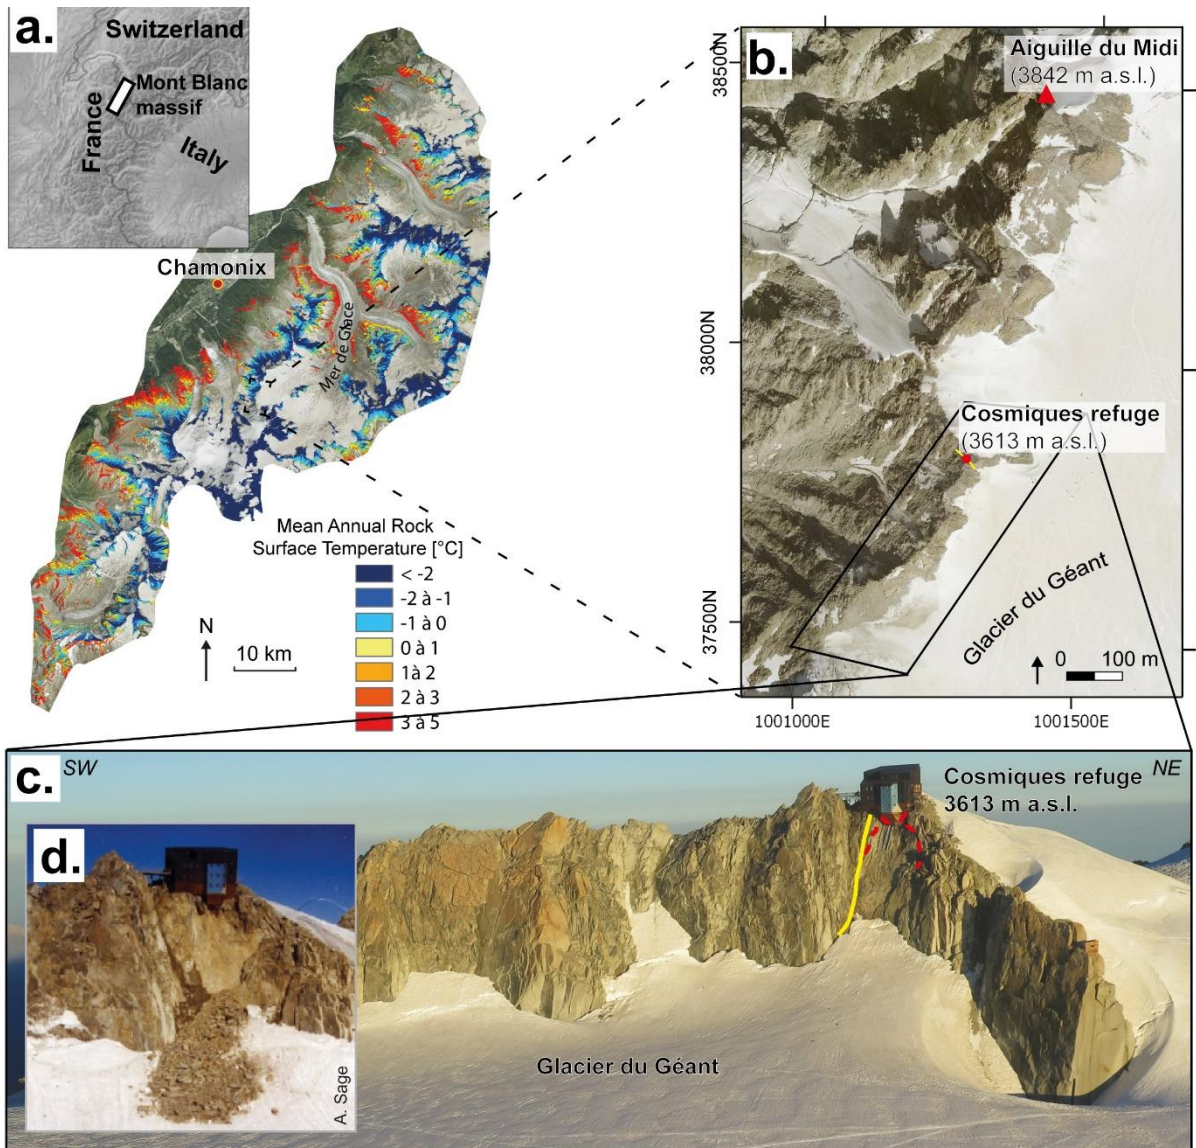 a.
Switzerland
Mont Blanc
massif
France
Italy
Chamonix
Mer de Glace
Mean Annual Rock
Surface Temperature [°C]
< -2
-2 à -1
-1 à 0
0 à 1
1à 2
2 à 3
3 à 5
N
10 km
b.
Aiguille du Midi
(3842 m a.s.l.)
38500N
38000N
37500N
Cosmiques refuge
(3613 m a.s.l.)
Glacier du Géant
0 100 m
1001000E
1001500E
c.
SW
NE
Cosmiques refuge
3613 m a.s.l.
Glacier du Géant
d.
A. Sage